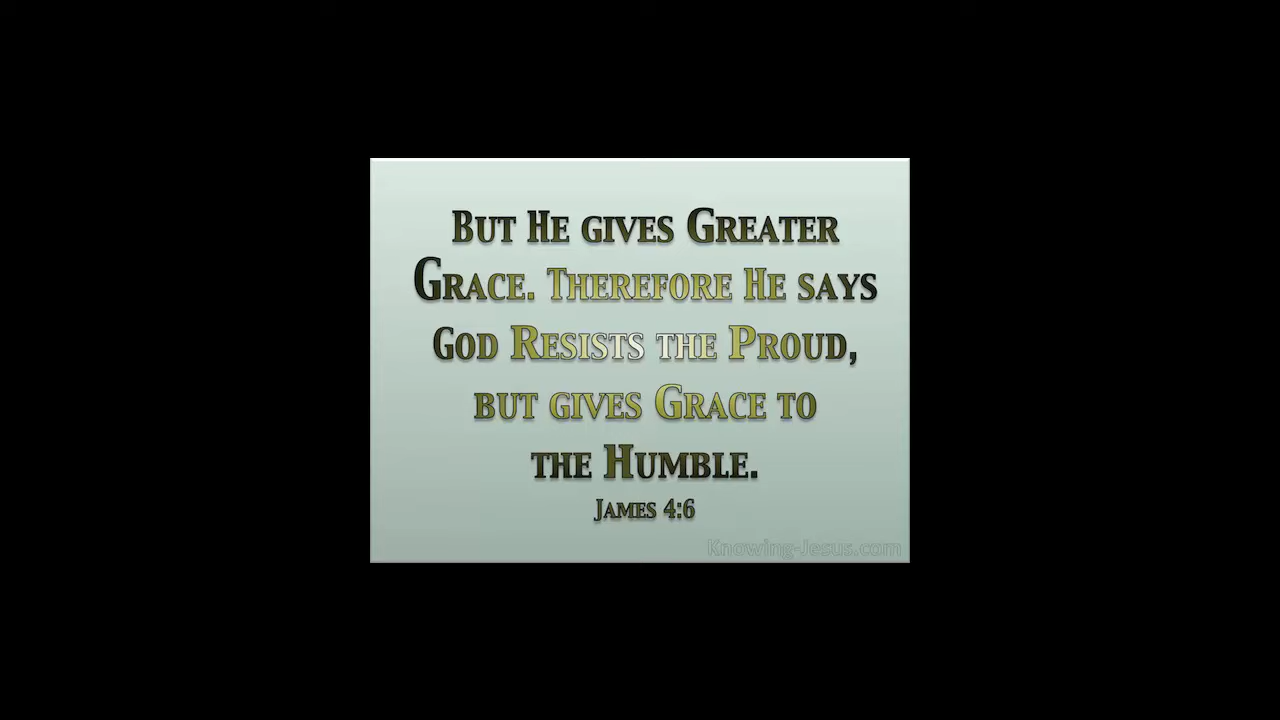 But He gives Greater
Grace. Therefore He says
God Resists the Proud,
but gives Grace to
the Humble.
James 4:6
Knowing-Jesus.com